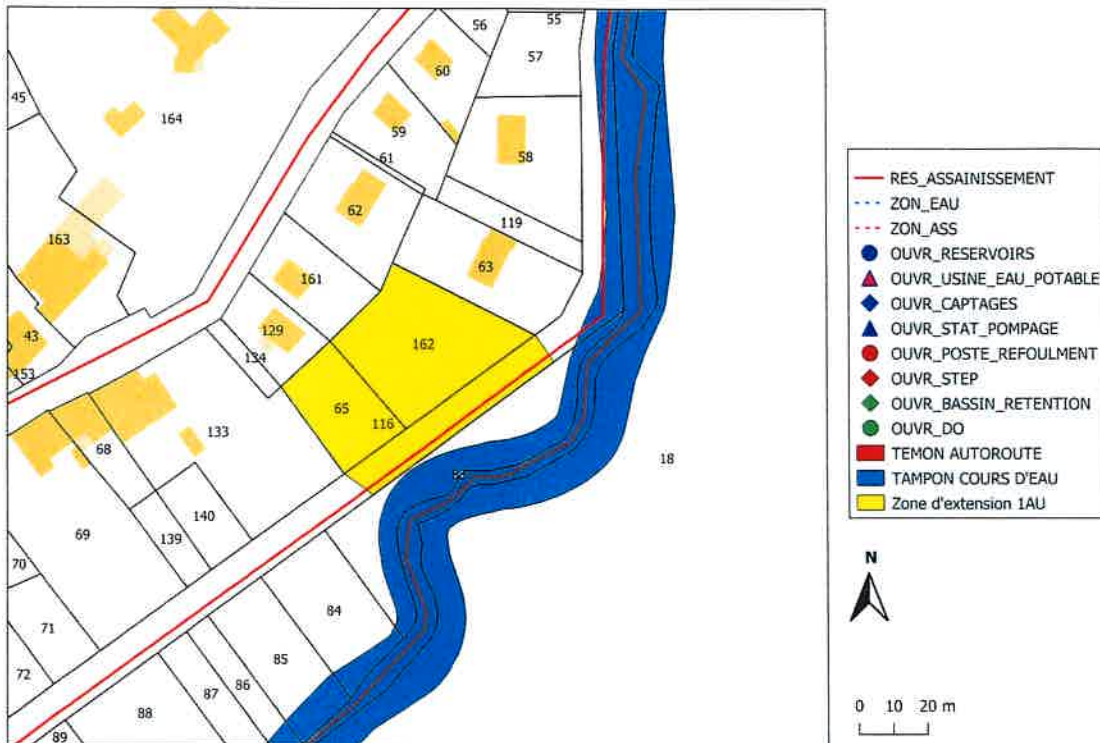 56
55
57
60
45
164
59
61
58
62
119
163
63
161
129
43
134
162
153
65
116
133
68
18
140
69
139
70
84
71
85
72
86
87
88
89
RES_ASSAINISSEMENT
ZON_EAU
ZON_ASS
OUVR_RESERVOIRS
OUVR_USINE_EAU_POTABLE
OUVR_CAPTAGES
OUVR_STAT_POMPAGE
OUVR_POSTE_REFOULMENT
OUVR_STEP
OUVR_BASSIN_RETENTION
OUVR_DO
TEMON AUTOROUTE
TAMPON COURS D'EAU
Zone d'extension 1AU
N
0 10 20 m